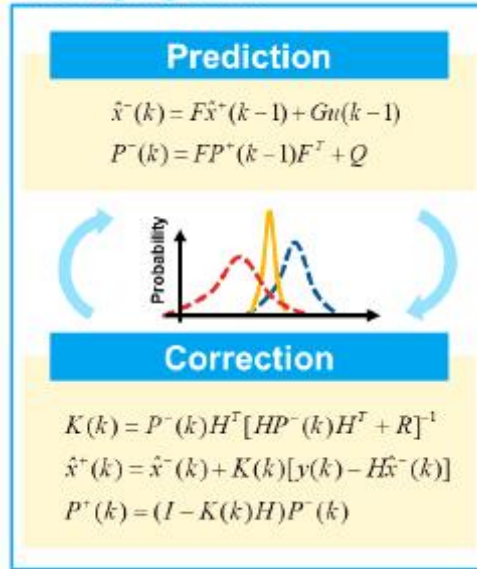 Prediction
x̂⁻(k) = Fx̂⁺(k−1) + Gu(k−1)
P⁻(k) = FP⁺(k−1)Fᵀ + Q
Probability
Correction
K(k) = P⁻(k)Hᵀ[HP⁻(k)Hᵀ + R]⁻¹
x̂⁺(k) = x̂⁻(k) + K(k)[y(k) − Hx̂⁻(k)]
P⁺(k) = (I − K(k)H)P⁻(k)